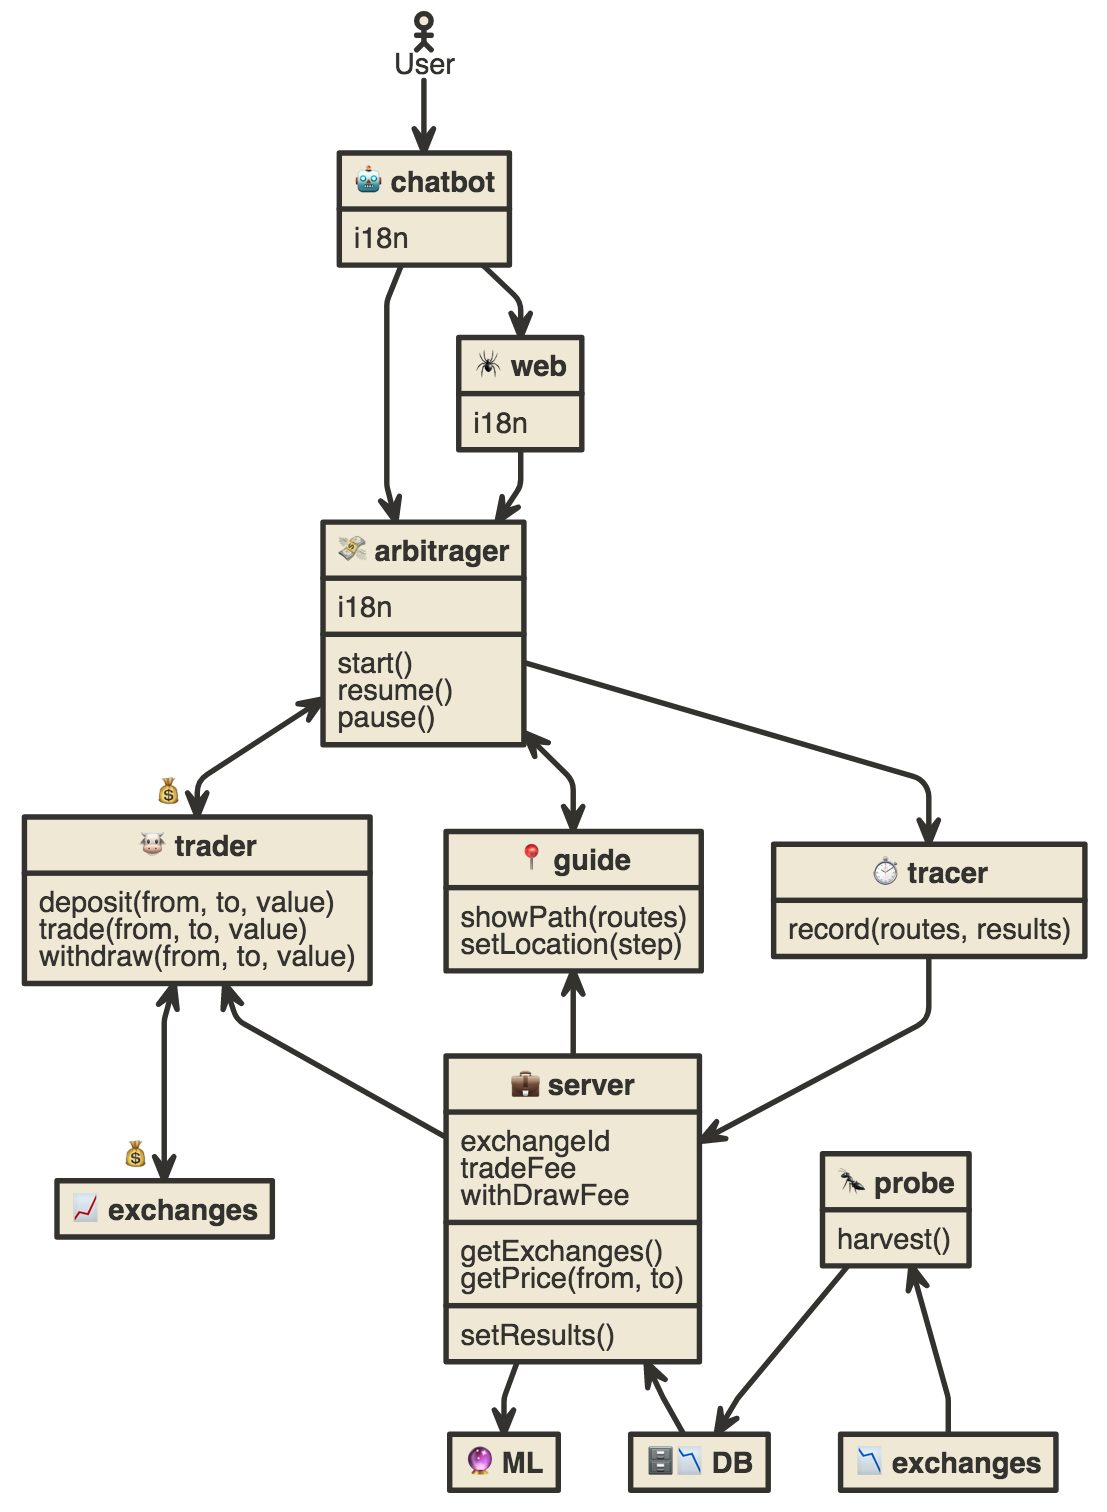 User
chatbot
i18n
web
i18n
arbitrager
i18n
start()
resume()
pause()
trader
deposit(from, to, value)
trade(from, to, value)
withdraw(from, to, value)
guide
showPath(routes)
setLocation(step)
tracer
record(routes, results)
server
exchangeId
tradeFee
withDrawFee
getExchanges()
getPrice(from, to)
setResults()
exchanges
probe
harvest()
ML
DB
exchanges